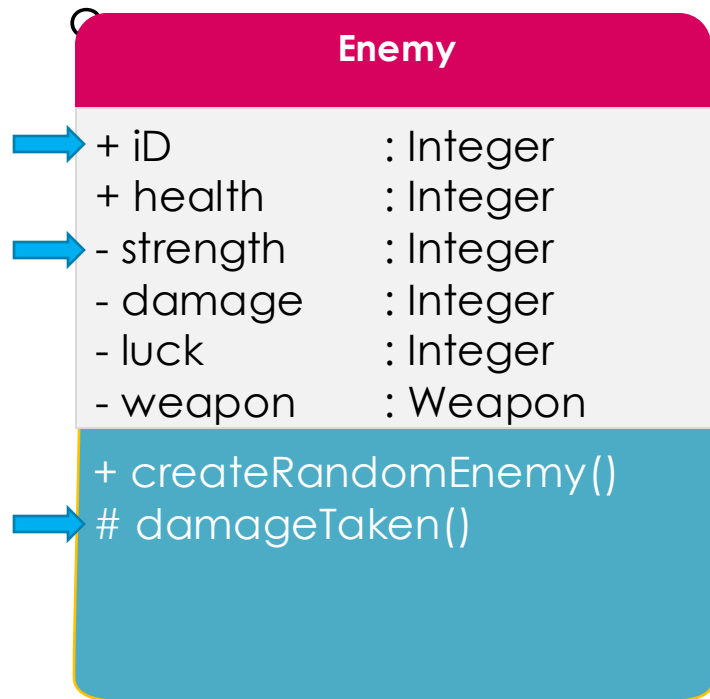 Enemy
+ iD : Integer
+ health : Integer
- strength : Integer
- damage : Integer
- luck : Integer
- weapon : Weapon
+ createRandomEnemy()
# damageTaken()